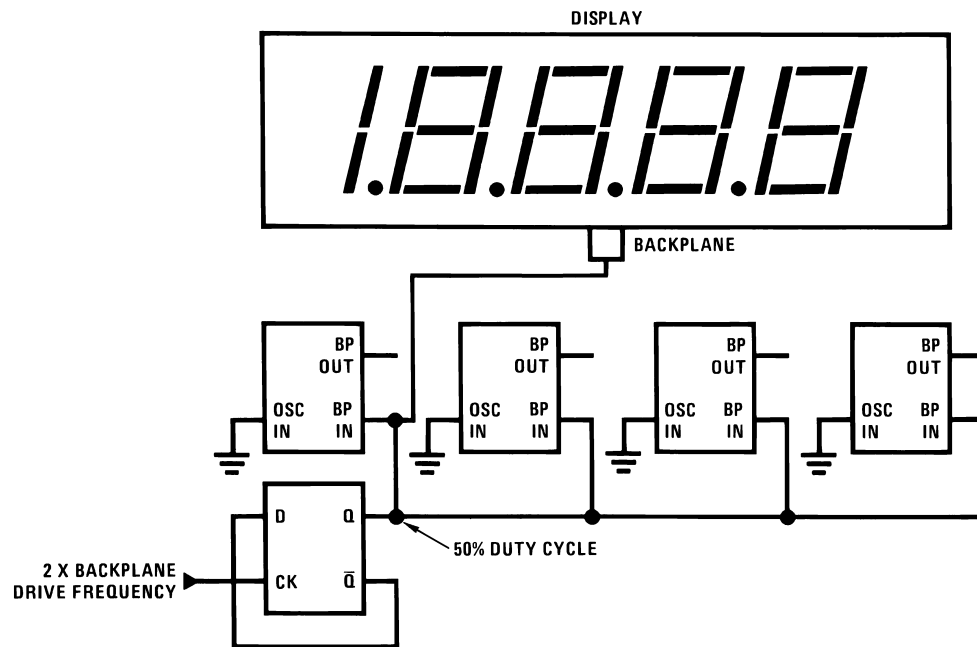 DISPLAY
1.8.8.8.8
BACKPLANE
BP
OUT
OSC
IN
BP
IN
BP
OUT
OSC
IN
BP
IN
BP
OUT
OSC
IN
BP
IN
BP
OUT
OSC
IN
BP
IN
D
Q
CK
Q̅
50% DUTY CYCLE
2 X BACKPLANE
DRIVE FREQUENCY